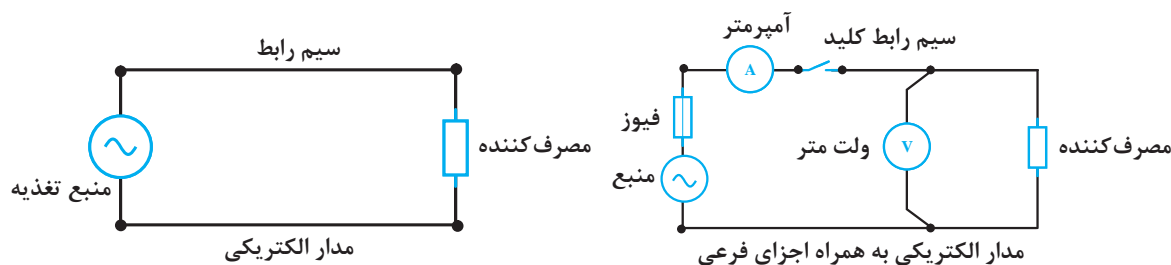 آمپرمتر
سیم رابط کلید
A
فیوز
ولت متر
V
مصرف‌کننده
منبع
مدار الکتریکی به همراه اجزای فرعی
سیم رابط
مصرف‌کننده
منبع تغذیه
مدار الکتریکی